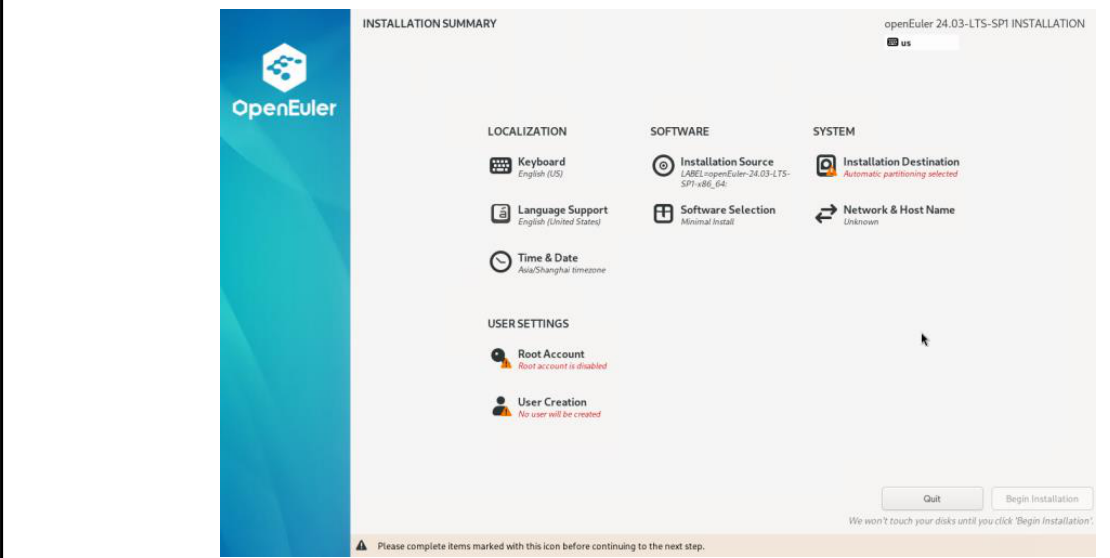 OpenEuler
INSTALLATION SUMMARY
openEuler 24.03-LTS-SP1 INSTALLATION
us
LOCALIZATION
Keyboard
English (US)
Language Support
English (United States)
Time & Date
Asia/Shanghai timezone
SOFTWARE
Installation Source
LABEL=openEuler-24.03-LTS-
SP1-x86_64:
Software Selection
Minimal Install
SYSTEM
Installation Destination
Automatic partitioning selected
Network & Host Name
Unknown
USER SETTINGS
Root Account
Root account is disabled
User Creation
No user will be created
Quit
Begin Installation
We won't touch your disks until you click 'Begin Installation'.
Please complete items marked with this icon before continuing to the next step.